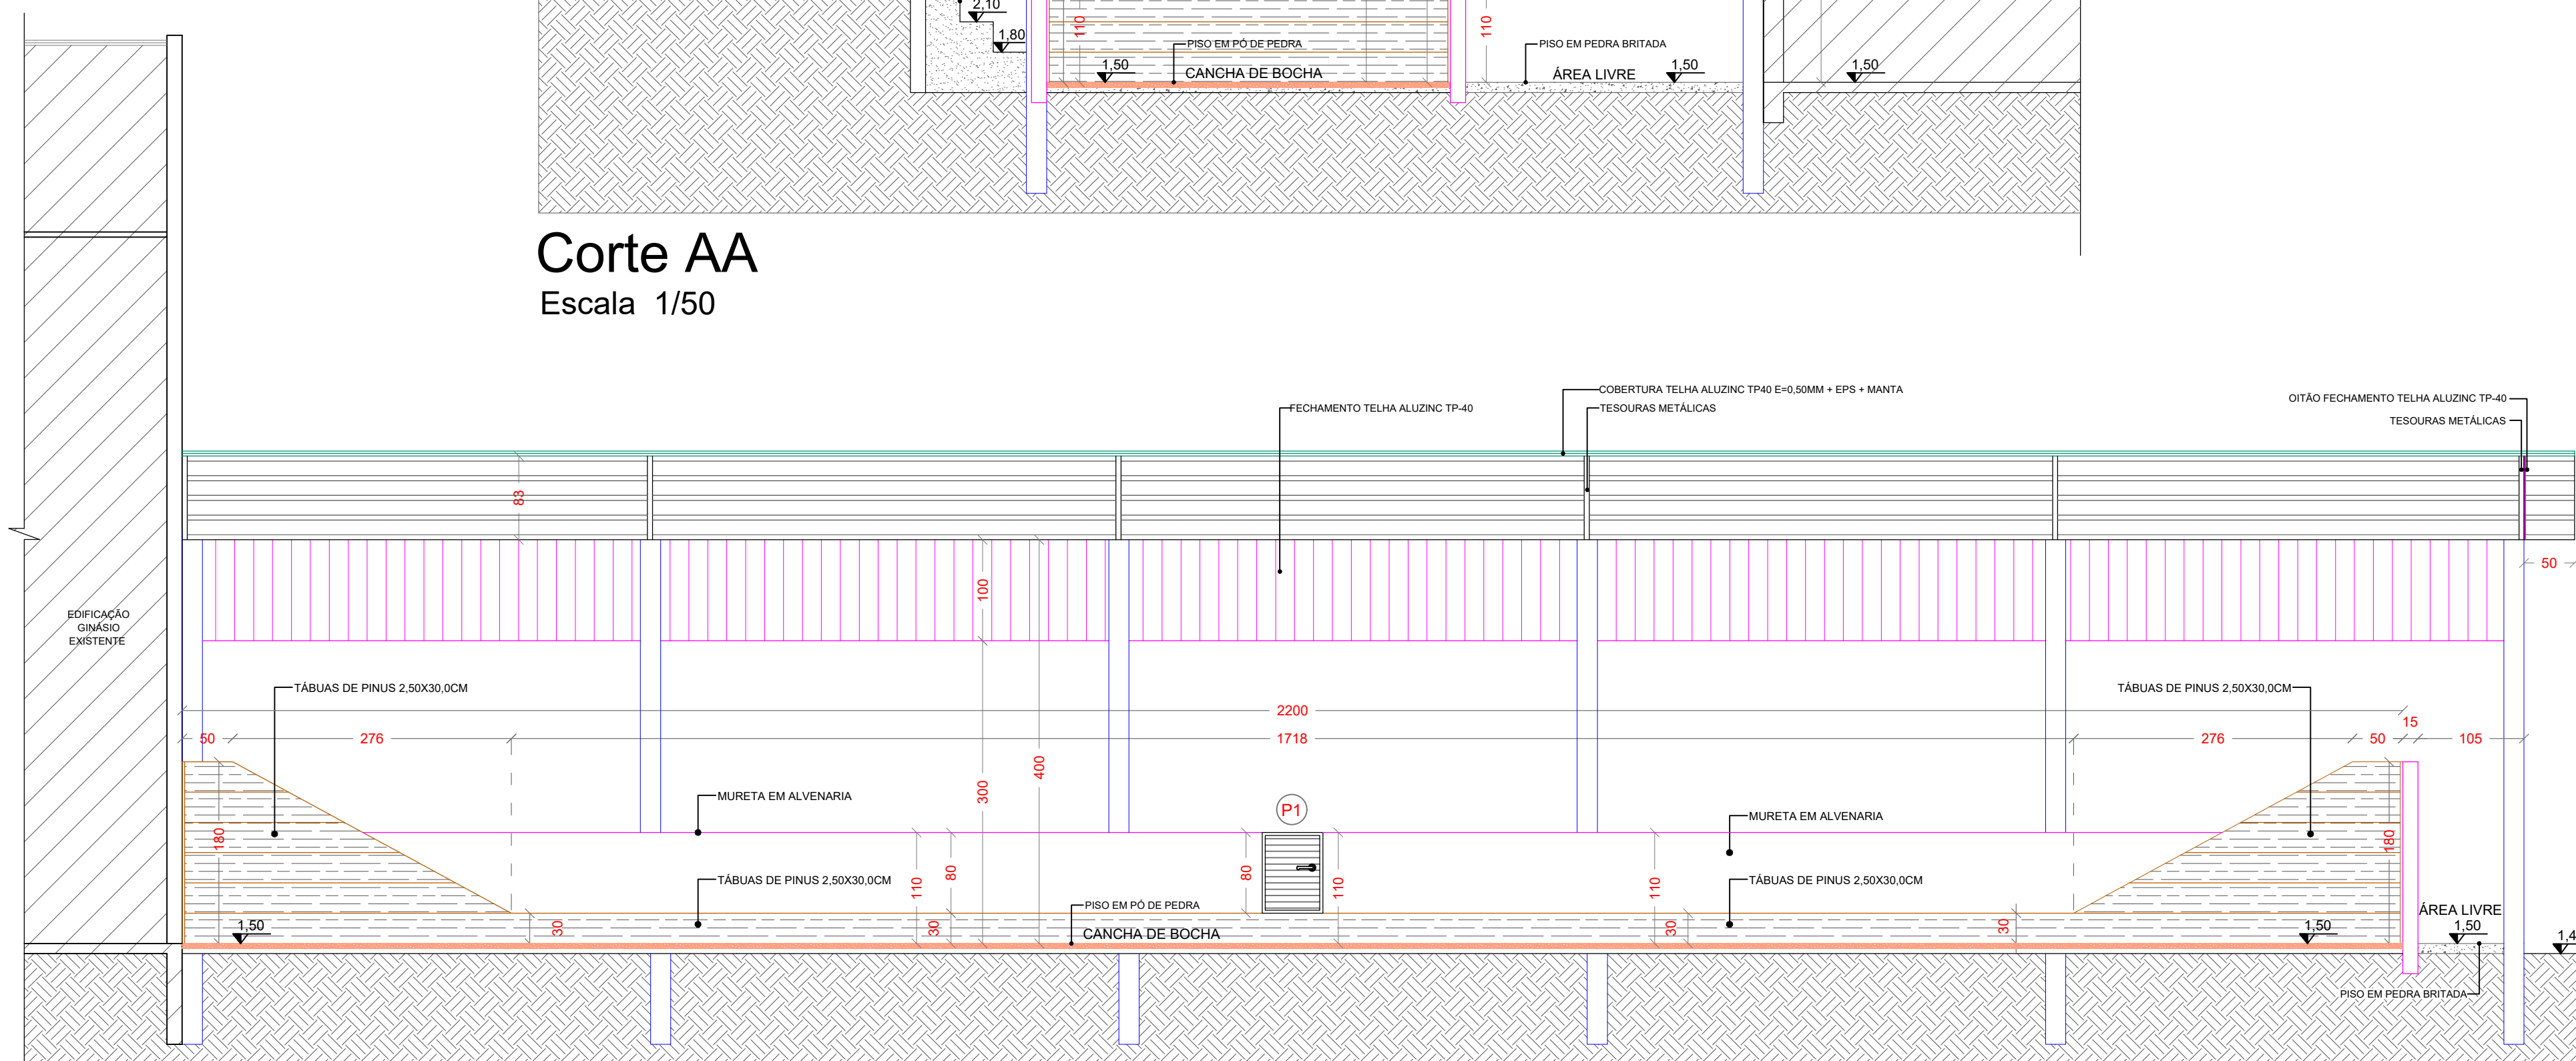 2,10
110
110
1,80
PISO EM PÓ DE PEDRA
PISO EM PEDRA BRITADA
1,50
CANCHA DE BOCHA
ÁREA LIVRE
1,50
1,50
Corte AA
Escala 1/50
COBERTURA TELHA ALUZINC TP40 E=0,50MM + EPS + MANTA
OITÃO FECHAMENTO TELHA ALUZINC TP-40
FECHAMENTO TELHA ALUZINC TP-40
TESOURAS METÁLICAS
TESOURAS METÁLICAS
83
50
100
EDIFICAÇÃO
GINÁSIO
EXISTENTE
TÁBUAS DE PINUS 2,50X30,0CM
TÁBUAS DE PINUS 2,50X30,0CM
2200
15
50
276
1718
276
50
105
300
400
MURETA EM ALVENARIA
P1
MURETA EM ALVENARIA
180
180
110
80
80
110
110
TÁBUAS DE PINUS 2,50X30,0CM
TÁBUAS DE PINUS 2,50X30,0CM
PISO EM PÓ DE PEDRA
ÁREA LIVRE
1,50
30
30
CANCHA DE BOCHA
30
30
1,50
1,50
1,4
PISO EM PEDRA BRITADA